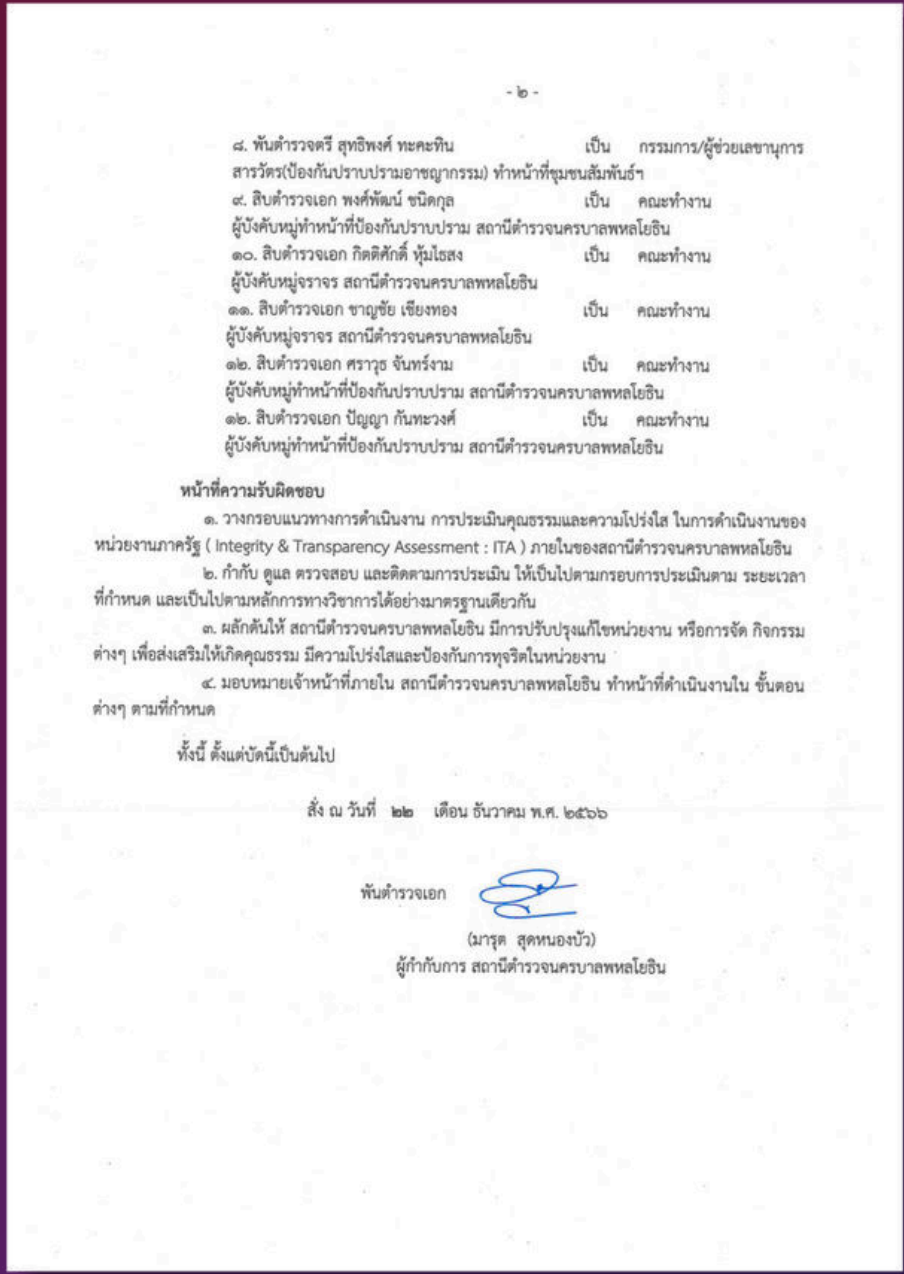 - ๒ -
๘. พันตำรวจตรี สุทธิพงศ์ ทะคะทิน เป็น กรรมการ/ผู้ช่วยเลขานุการ
สารวัตร(ป้องกันปราบปรามอาชญากรรม) ทำหน้าที่ชุมชนสัมพันธ์ฯ
๙. สิบตำรวจเอก พงศ์พัฒน์ ชนิดกุล เป็น คณะทำงาน
ผู้บังคับหมู่ทำหน้าที่ป้องกันปราบปราม สถานีตำรวจนครบาลพหลโยธิน
๑๐. สิบตำรวจเอก กิตติศักดิ์ หุ้มไธสง เป็น คณะทำงาน
ผู้บังคับหมู่จราจร สถานีตำรวจนครบาลพหลโยธิน
๑๑. สิบตำรวจเอก ชาญชัย เชียงทอง เป็น คณะทำงาน
ผู้บังคับหมู่จราจร สถานีตำรวจนครบาลพหลโยธิน
๑๒. สิบตำรวจเอก ศราวุธ จันทร์งาม เป็น คณะทำงาน
ผู้บังคับหมู่ทำหน้าที่ป้องกันปราบปราม สถานีตำรวจนครบาลพหลโยธิน
๑๒. สิบตำรวจเอก ปัญญา กันทะวงศ์ เป็น คณะทำงาน
ผู้บังคับหมู่ทำหน้าที่ป้องกันปราบปราม สถานีตำรวจนครบาลพหลโยธิน
หน้าที่ความรับผิดชอบ
๑. วางกรอบแนวทางการดำเนินงาน การประเมินคุณธรรมและความโปร่งใส ในการดำเนินงานของ
หน่วยงานภาครัฐ ( Integrity & Transparency Assessment : ITA ) ภายในของสถานีตำรวจนครบาลพหลโยธิน
๒. กำกับ ดูแล ตรวจสอบ และติดตามการประเมิน ให้เป็นไปตามกรอบการประเมินตาม ระยะเวลา
ที่กำหนด และเป็นไปตามหลักการทางวิชาการได้อย่างมาตรฐานเดียวกัน
๓. ผลักดันให้ สถานีตำรวจนครบาลพหลโยธิน มีการปรับปรุงแก้ไขหน่วยงาน หรือการจัด กิจกรรม
ต่างๆ เพื่อส่งเสริมให้เกิดคุณธรรม มีความโปร่งใสและป้องกันการทุจริตในหน่วยงาน
๔. มอบหมายเจ้าหน้าที่ภายใน สถานีตำรวจนครบาลพหลโยธิน ทำหน้าที่ดำเนินงานใน ขั้นตอน
ต่างๆ ตามที่กำหนด
ทั้งนี้ ตั้งแต่บัดนี้เป็นต้นไป
สั่ง ณ วันที่ ๒๒ เดือน ธันวาคม พ.ศ. ๒๕๖๖
พันตำรวจเอก
(มารุต สุดหนองบัว)
ผู้กำกับการ สถานีตำรวจนครบาลพหลโยธิน